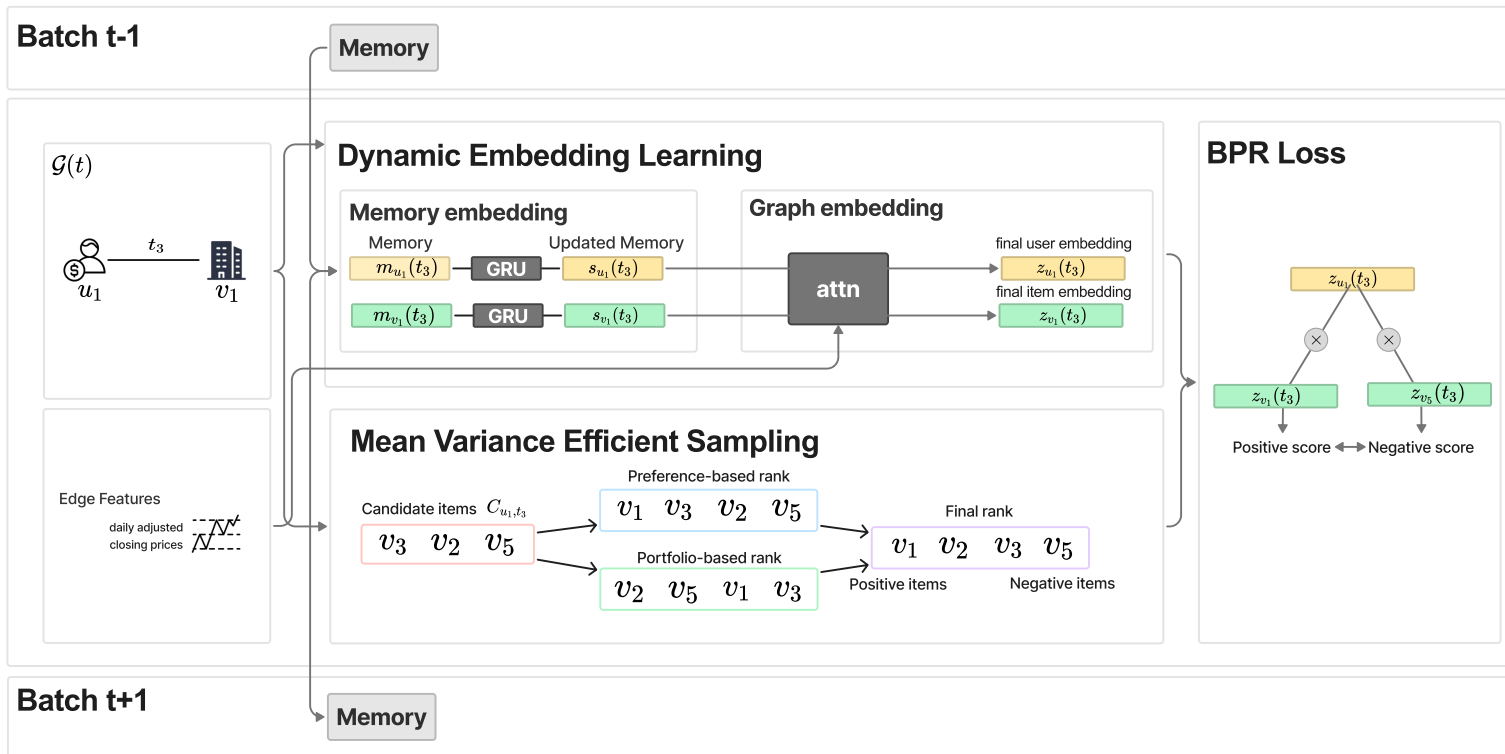 Batch t-1
Memory
𝒢(t)
t₃
u₁
v₁
Edge Features
daily adjusted
closing prices
Dynamic Embedding Learning
Memory embedding
Memory
Updated Memory
m_{u₁}(t₃)
GRU
s_{u₁}(t₃)
m_{v₁}(t₃)
GRU
s_{v₁}(t₃)
Graph embedding
attn
final user embedding
z_{u₁}(t₃)
final item embedding
z_{v₁}(t₃)
Mean Variance Efficient Sampling
Candidate items C_{u₁,t₃}
v₃ v₂ v₅
Preference-based rank
v₁ v₃ v₂ v₅
Portfolio-based rank
v₂ v₅ v₁ v₃
Final rank
v₁ v₂ v₃ v₅
Positive items
Negative items
BPR Loss
z_{u₁}(t₃)
×
×
z_{v₁}(t₃)
z_{v₅}(t₃)
Positive score
Negative score
Batch t+1
Memory